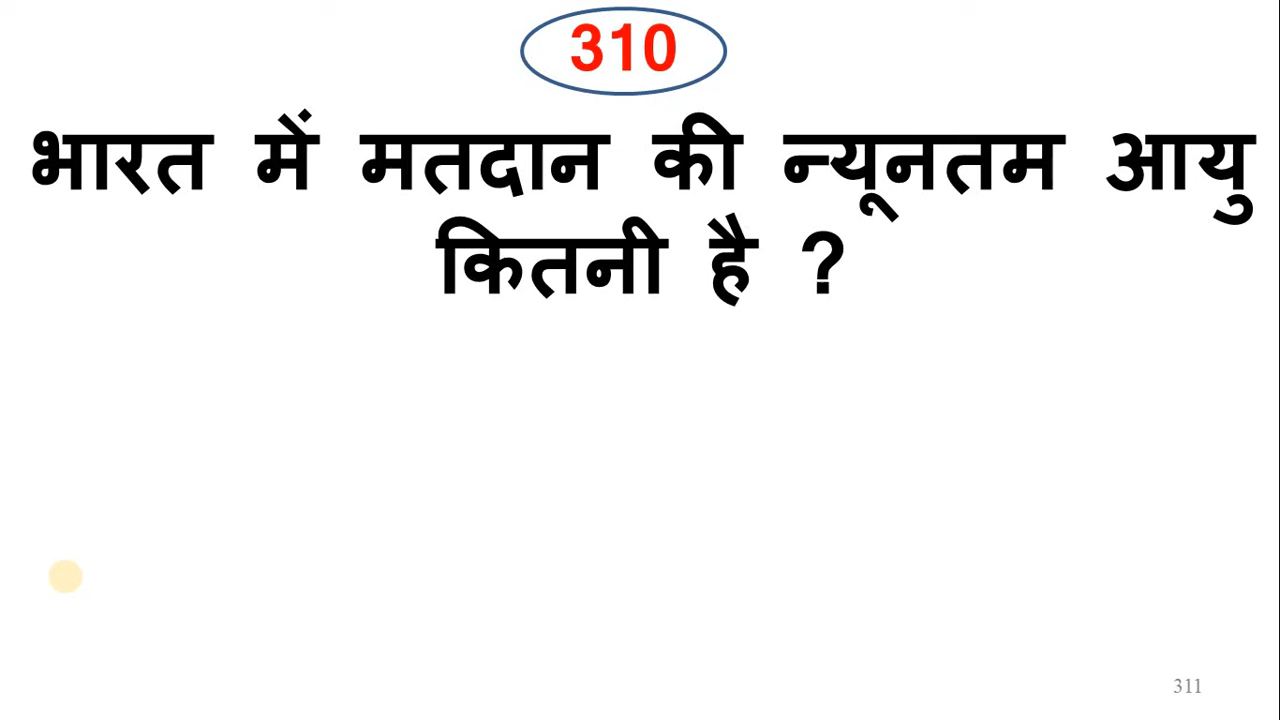 310
भारत में मतदान की न्यूनतम आयु
कितनी है ?
311